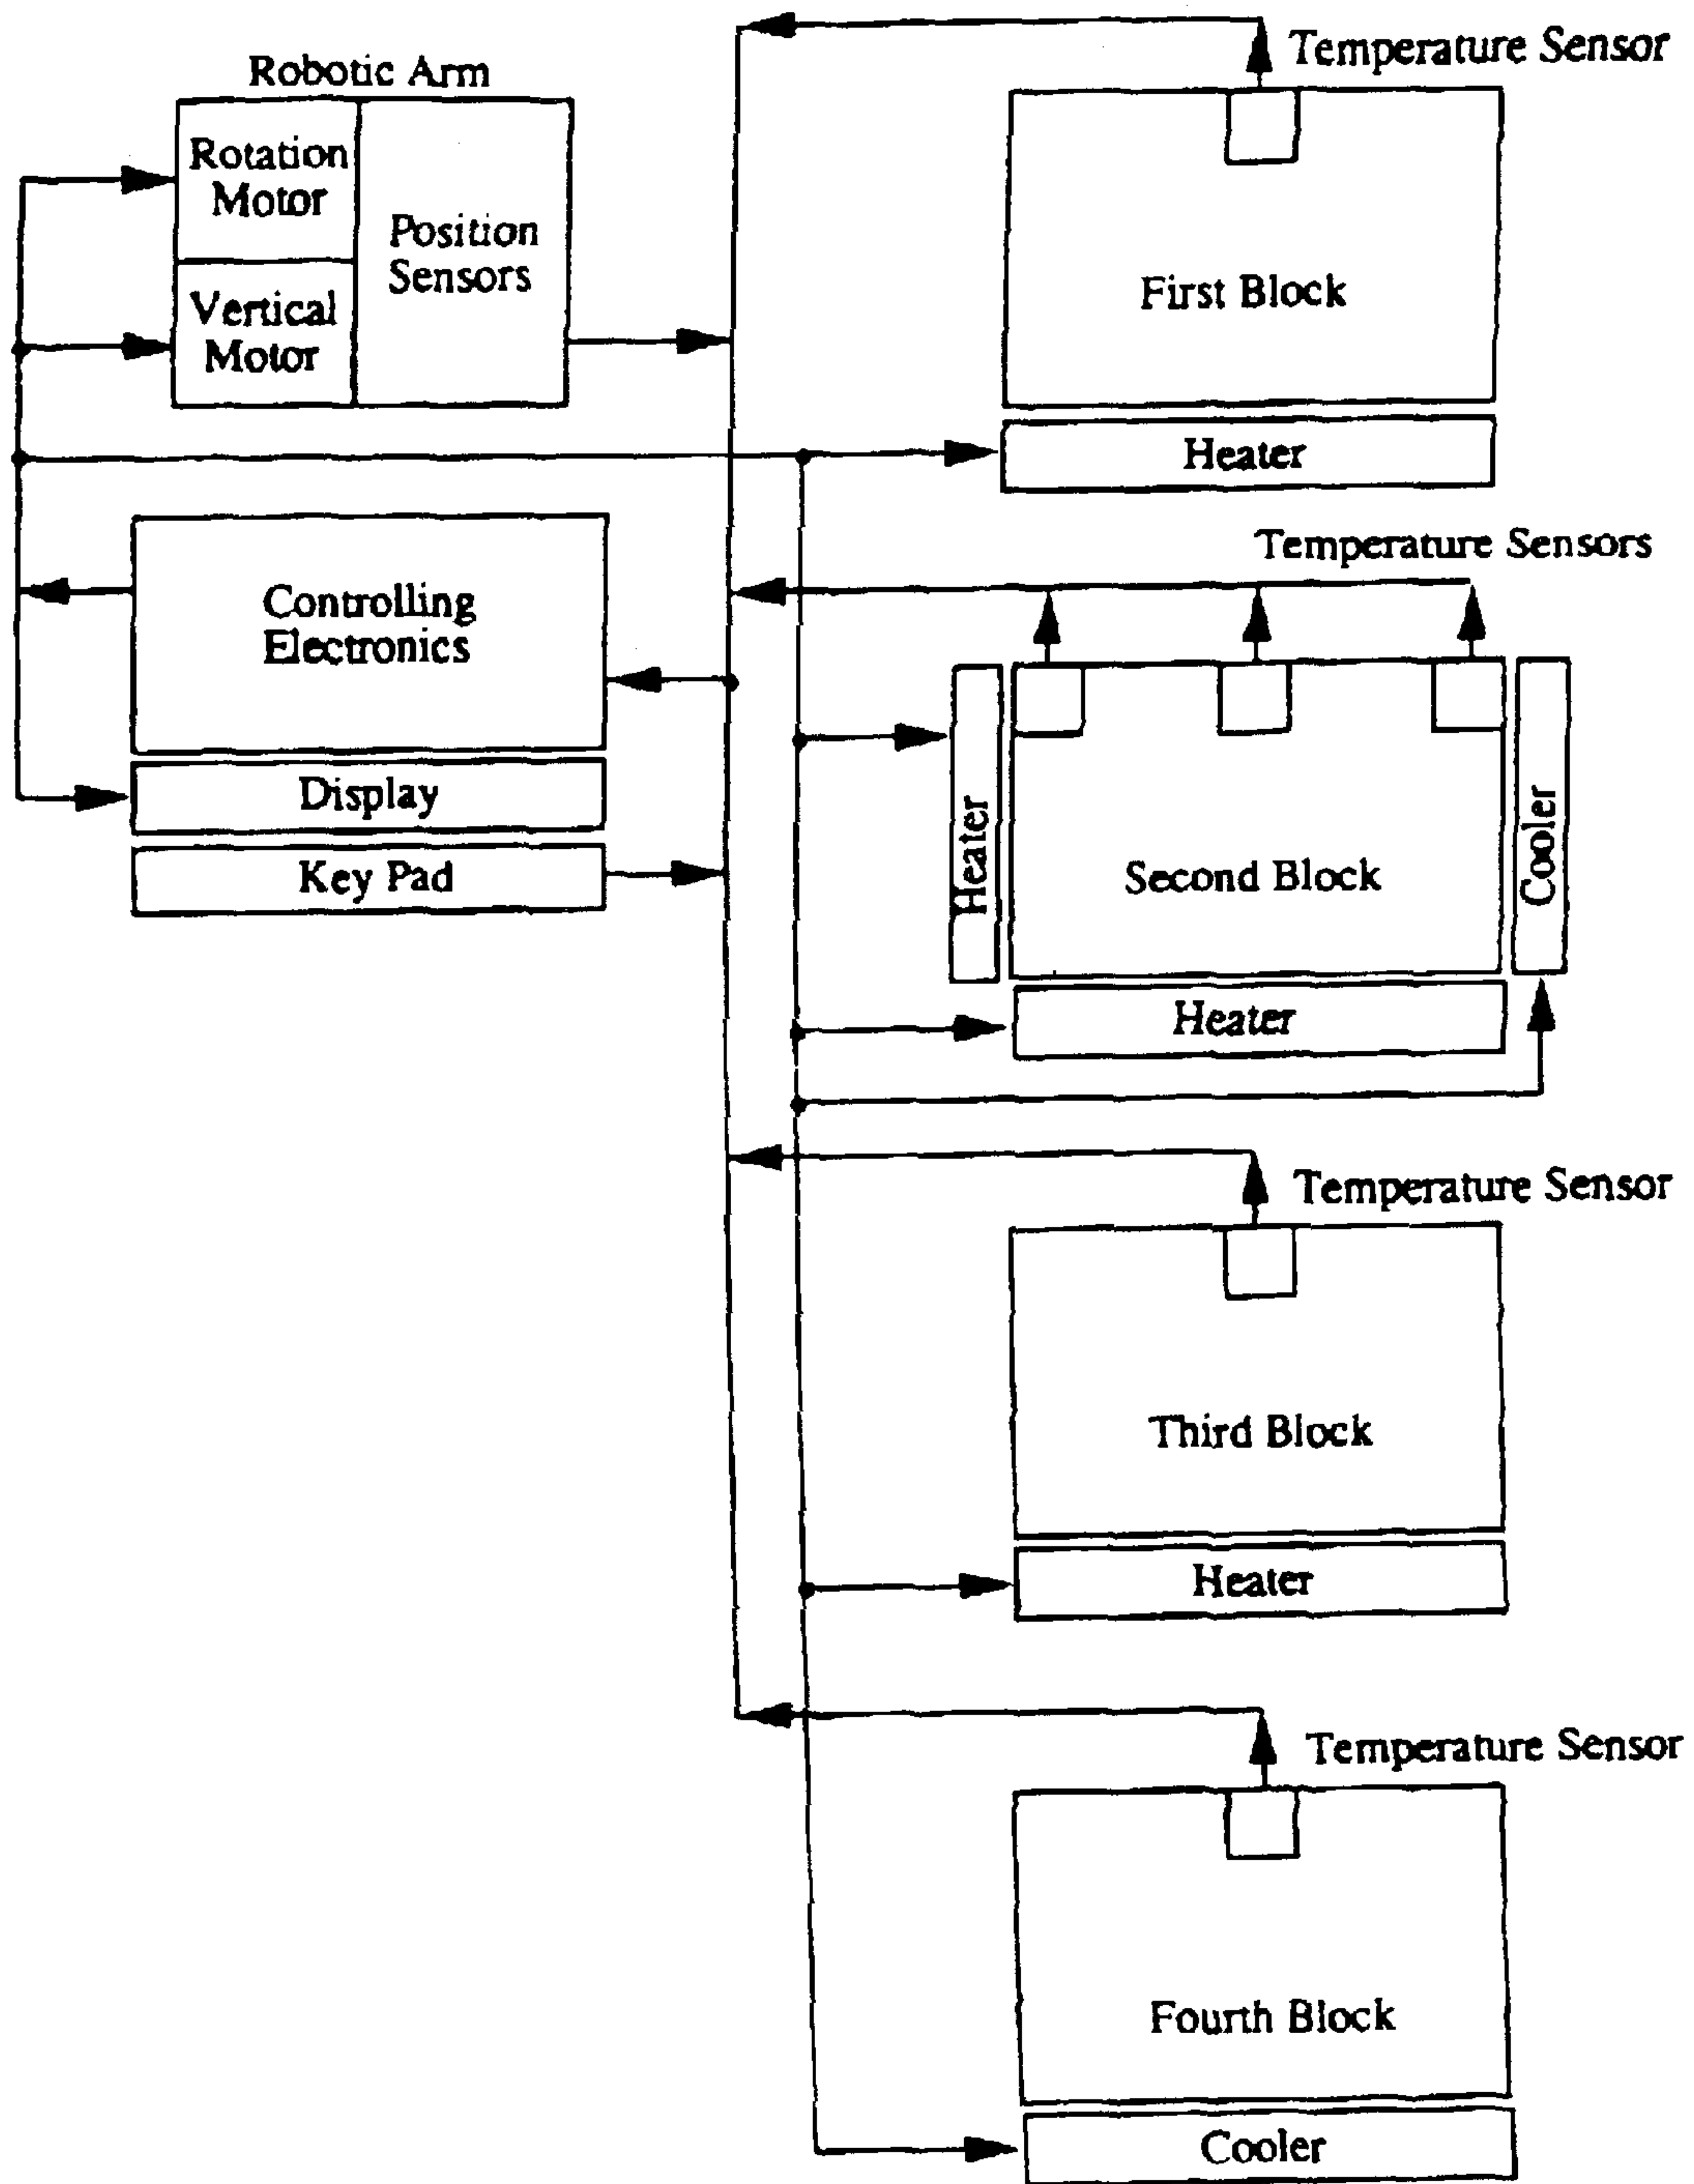 Robotic Arm
Rotation
Motor
Vertical
Motor
Position
Sensors
Controlling
Electronics
Display
Key Pad
Temperature Sensor
First Block
Heater
Temperature Sensors
Heater
Second Block
Cooler
Heater
Temperature Sensor
Third Block
Heater
Temperature Sensor
Fourth Block
Cooler